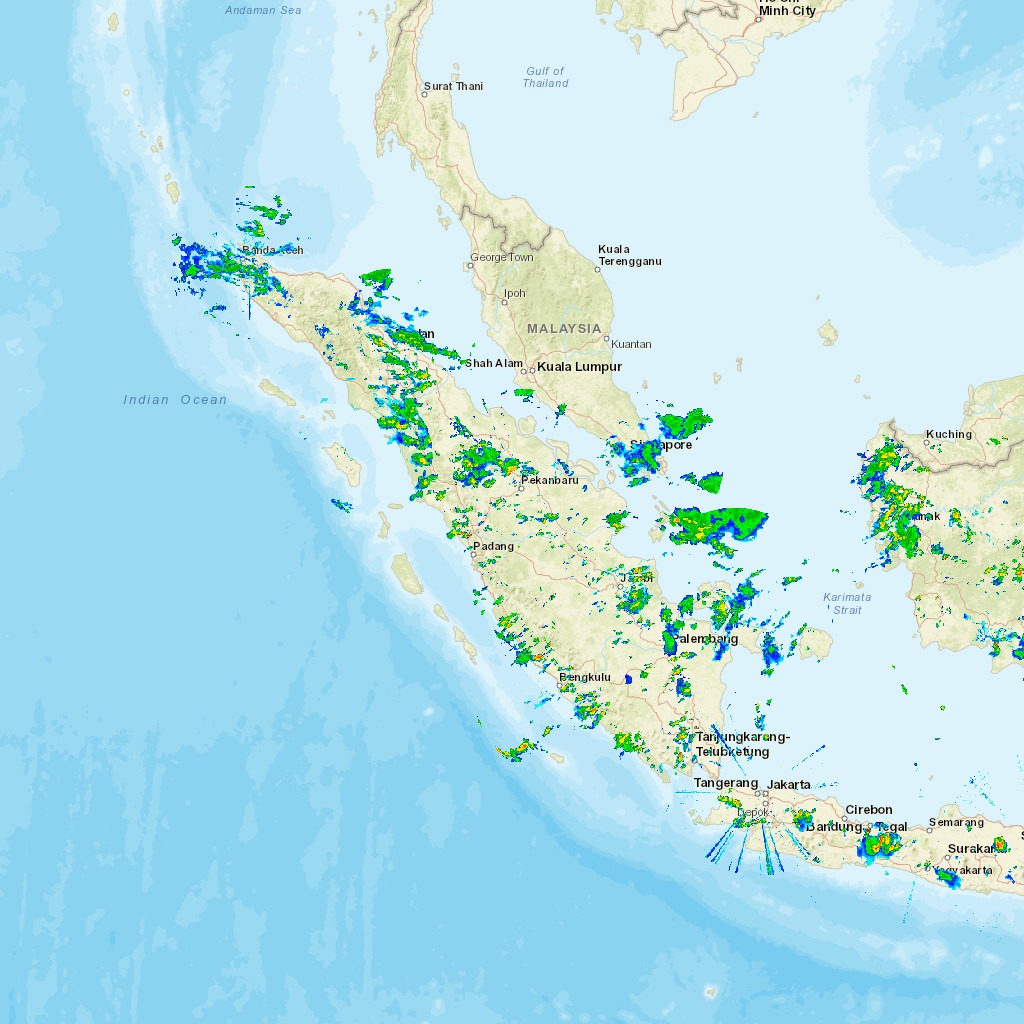 Andaman Sea
Minh City
Gulf of
Thailand
Surat Thani
Banda Aceh
George Town
Kuala
Terengganu
Ipoh
MALAYSIA
Kuantan
Shah Alam
Kuala Lumpur
Indian Ocean
Singapore
Kuching
Pekanbaru
Padang
Jambi
Karimata
Strait
Palembang
Bengkulu
Tanjungkarang-
Telukbetung
Tangerang
Jakarta
Depok
Cirebon
Bandung
Tegal
Semarang
Surakarta
Yogyakarta